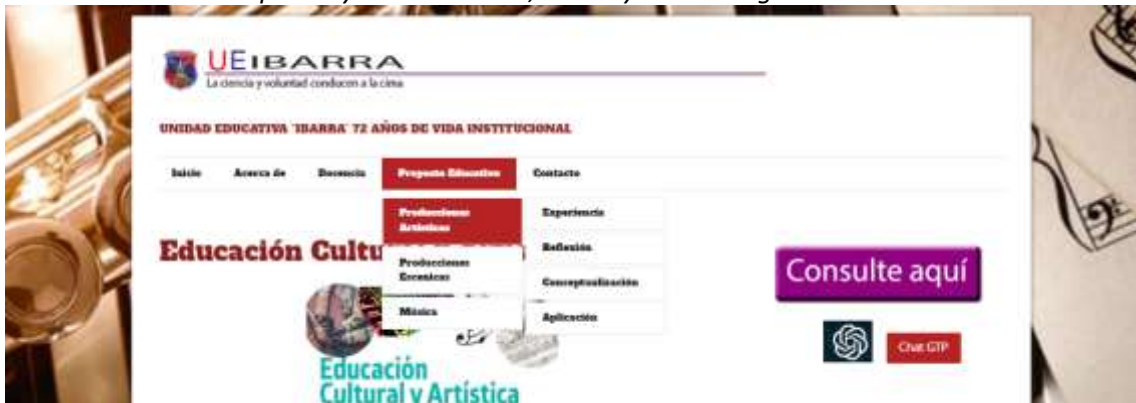 UEIBARRA
La ciencia y voluntad conducen a la cima
UNIDAD EDUCATIVA "IBARRA" 72 AÑOS DE VIDA INSTITUCIONAL
Inicio Acerca de Docencia Proyecto Educativo Contacto
Producciones Artísticas
Experiencia
Reflexión
Educación Cultu
Producciones Escenicas
Conceptualización
Consulte aquí
Música
Aplicación
Chat GTP
Educación
Cultural y Artística